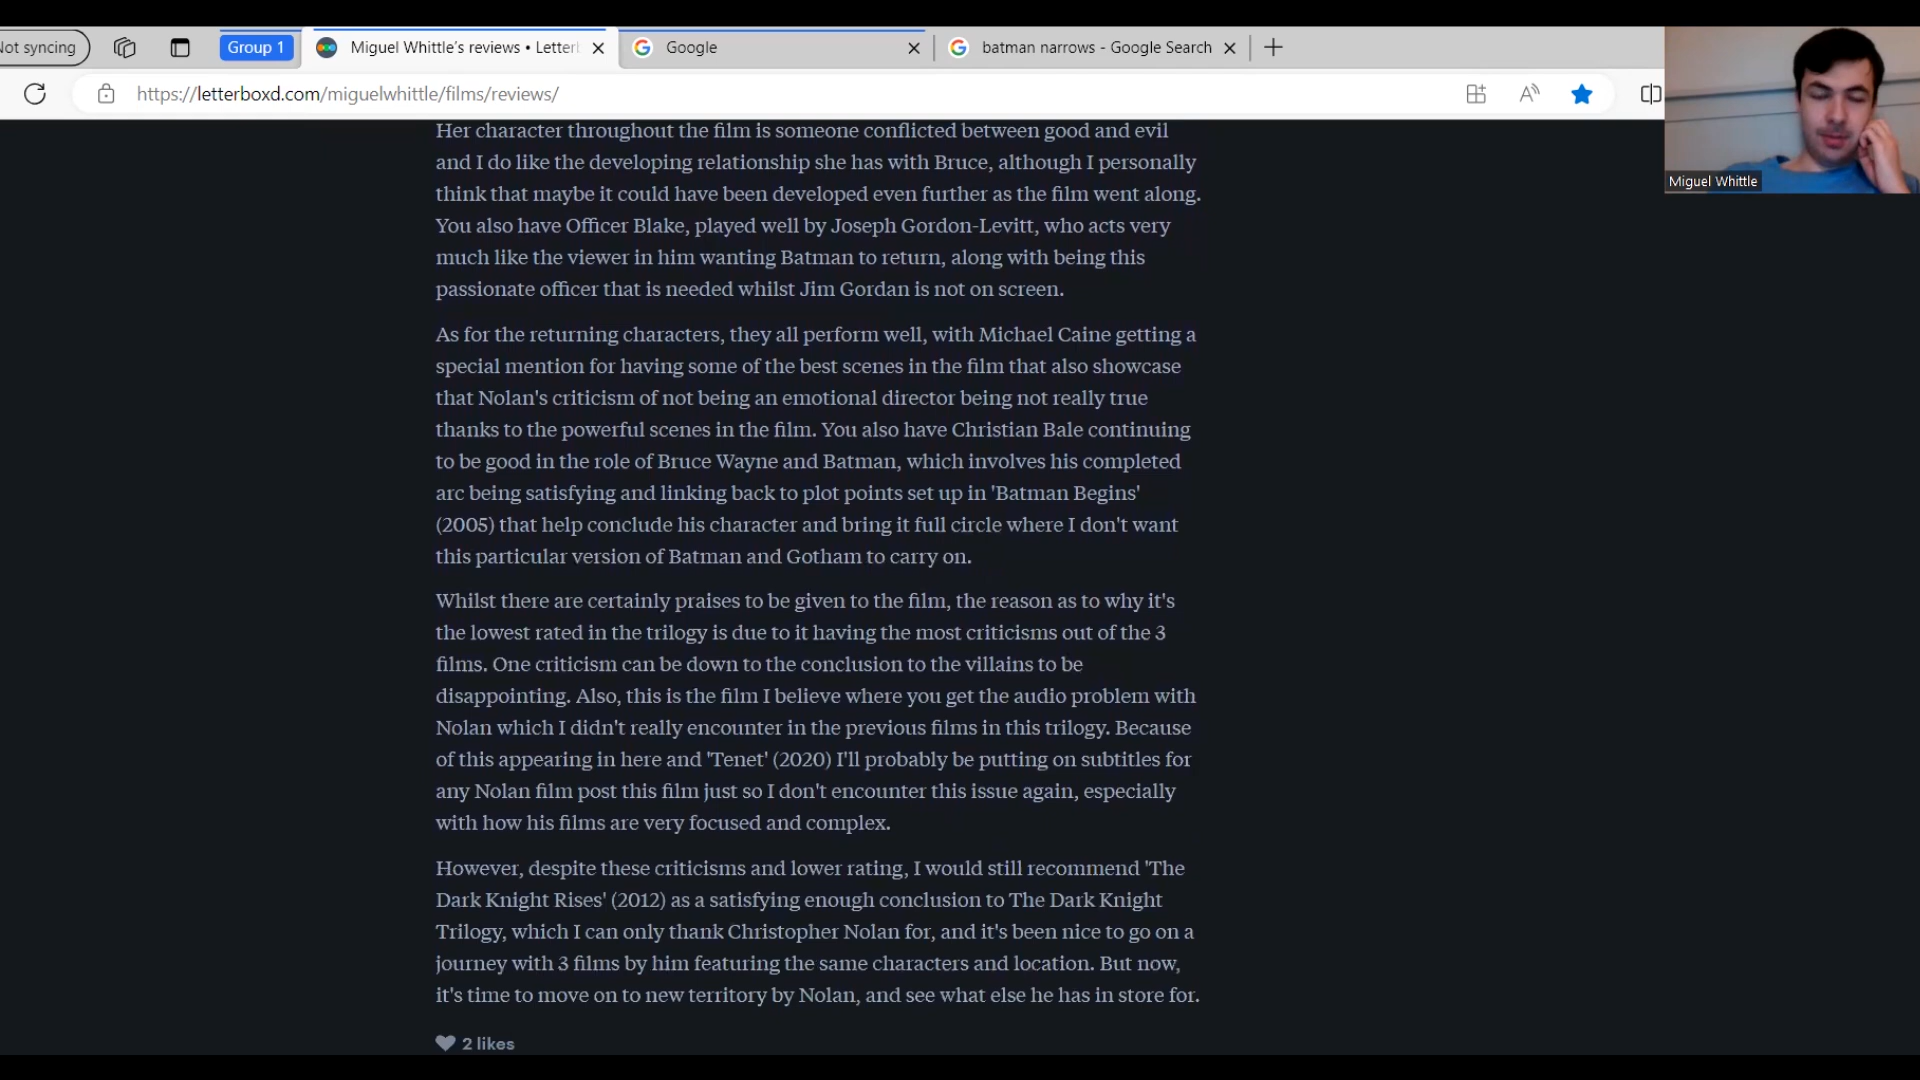 Not syncing
Group 1
Miguel Whittle's reviews • Letter
Google
batman narrows - Google Search
https://letterboxd.com/miguelwhittle/films/reviews/
Miguel Whittle
Her character throughout the film is someone conflicted between good and evil
and I do like the developing relationship she has with Bruce, although I personally
think that maybe it could have been developed even further as the film went along.
You also have Officer Blake, played well by Joseph Gordon-Levitt, who acts very
much like the viewer in him wanting Batman to return, along with being this
passionate officer that is needed whilst Jim Gordan is not on screen.
As for the returning characters, they all perform well, with Michael Caine getting a
special mention for having some of the best scenes in the film that also showcase
that Nolan's criticism of not being an emotional director being not really true
thanks to the powerful scenes in the film. You also have Christian Bale continuing
to be good in the role of Bruce Wayne and Batman, which involves his completed
arc being satisfying and linking back to plot points set up in 'Batman Begins'
(2005) that help conclude his character and bring it full circle where I don't want
this particular version of Batman and Gotham to carry on.
Whilst there are certainly praises to be given to the film, the reason as to why it's
the lowest rated in the trilogy is due to it having the most criticisms out of the 3
films. One criticism can be down to the conclusion to the villains to be
disappointing. Also, this is the film I believe where you get the audio problem with
Nolan which I didn't really encounter in the previous films in this trilogy. Because
of this appearing in here and 'Tenet' (2020) I'll probably be putting on subtitles for
any Nolan film post this film just so I don't encounter this issue again, especially
with how his films are very focused and complex.
However, despite these criticisms and lower rating, I would still recommend 'The
Dark Knight Rises' (2012) as a satisfying enough conclusion to The Dark Knight
Trilogy, which I can only thank Christopher Nolan for, and it's been nice to go on a
journey with 3 films by him featuring the same characters and location. But now,
it's time to move on to new territory by Nolan, and see what else he has in store for.
2 likes